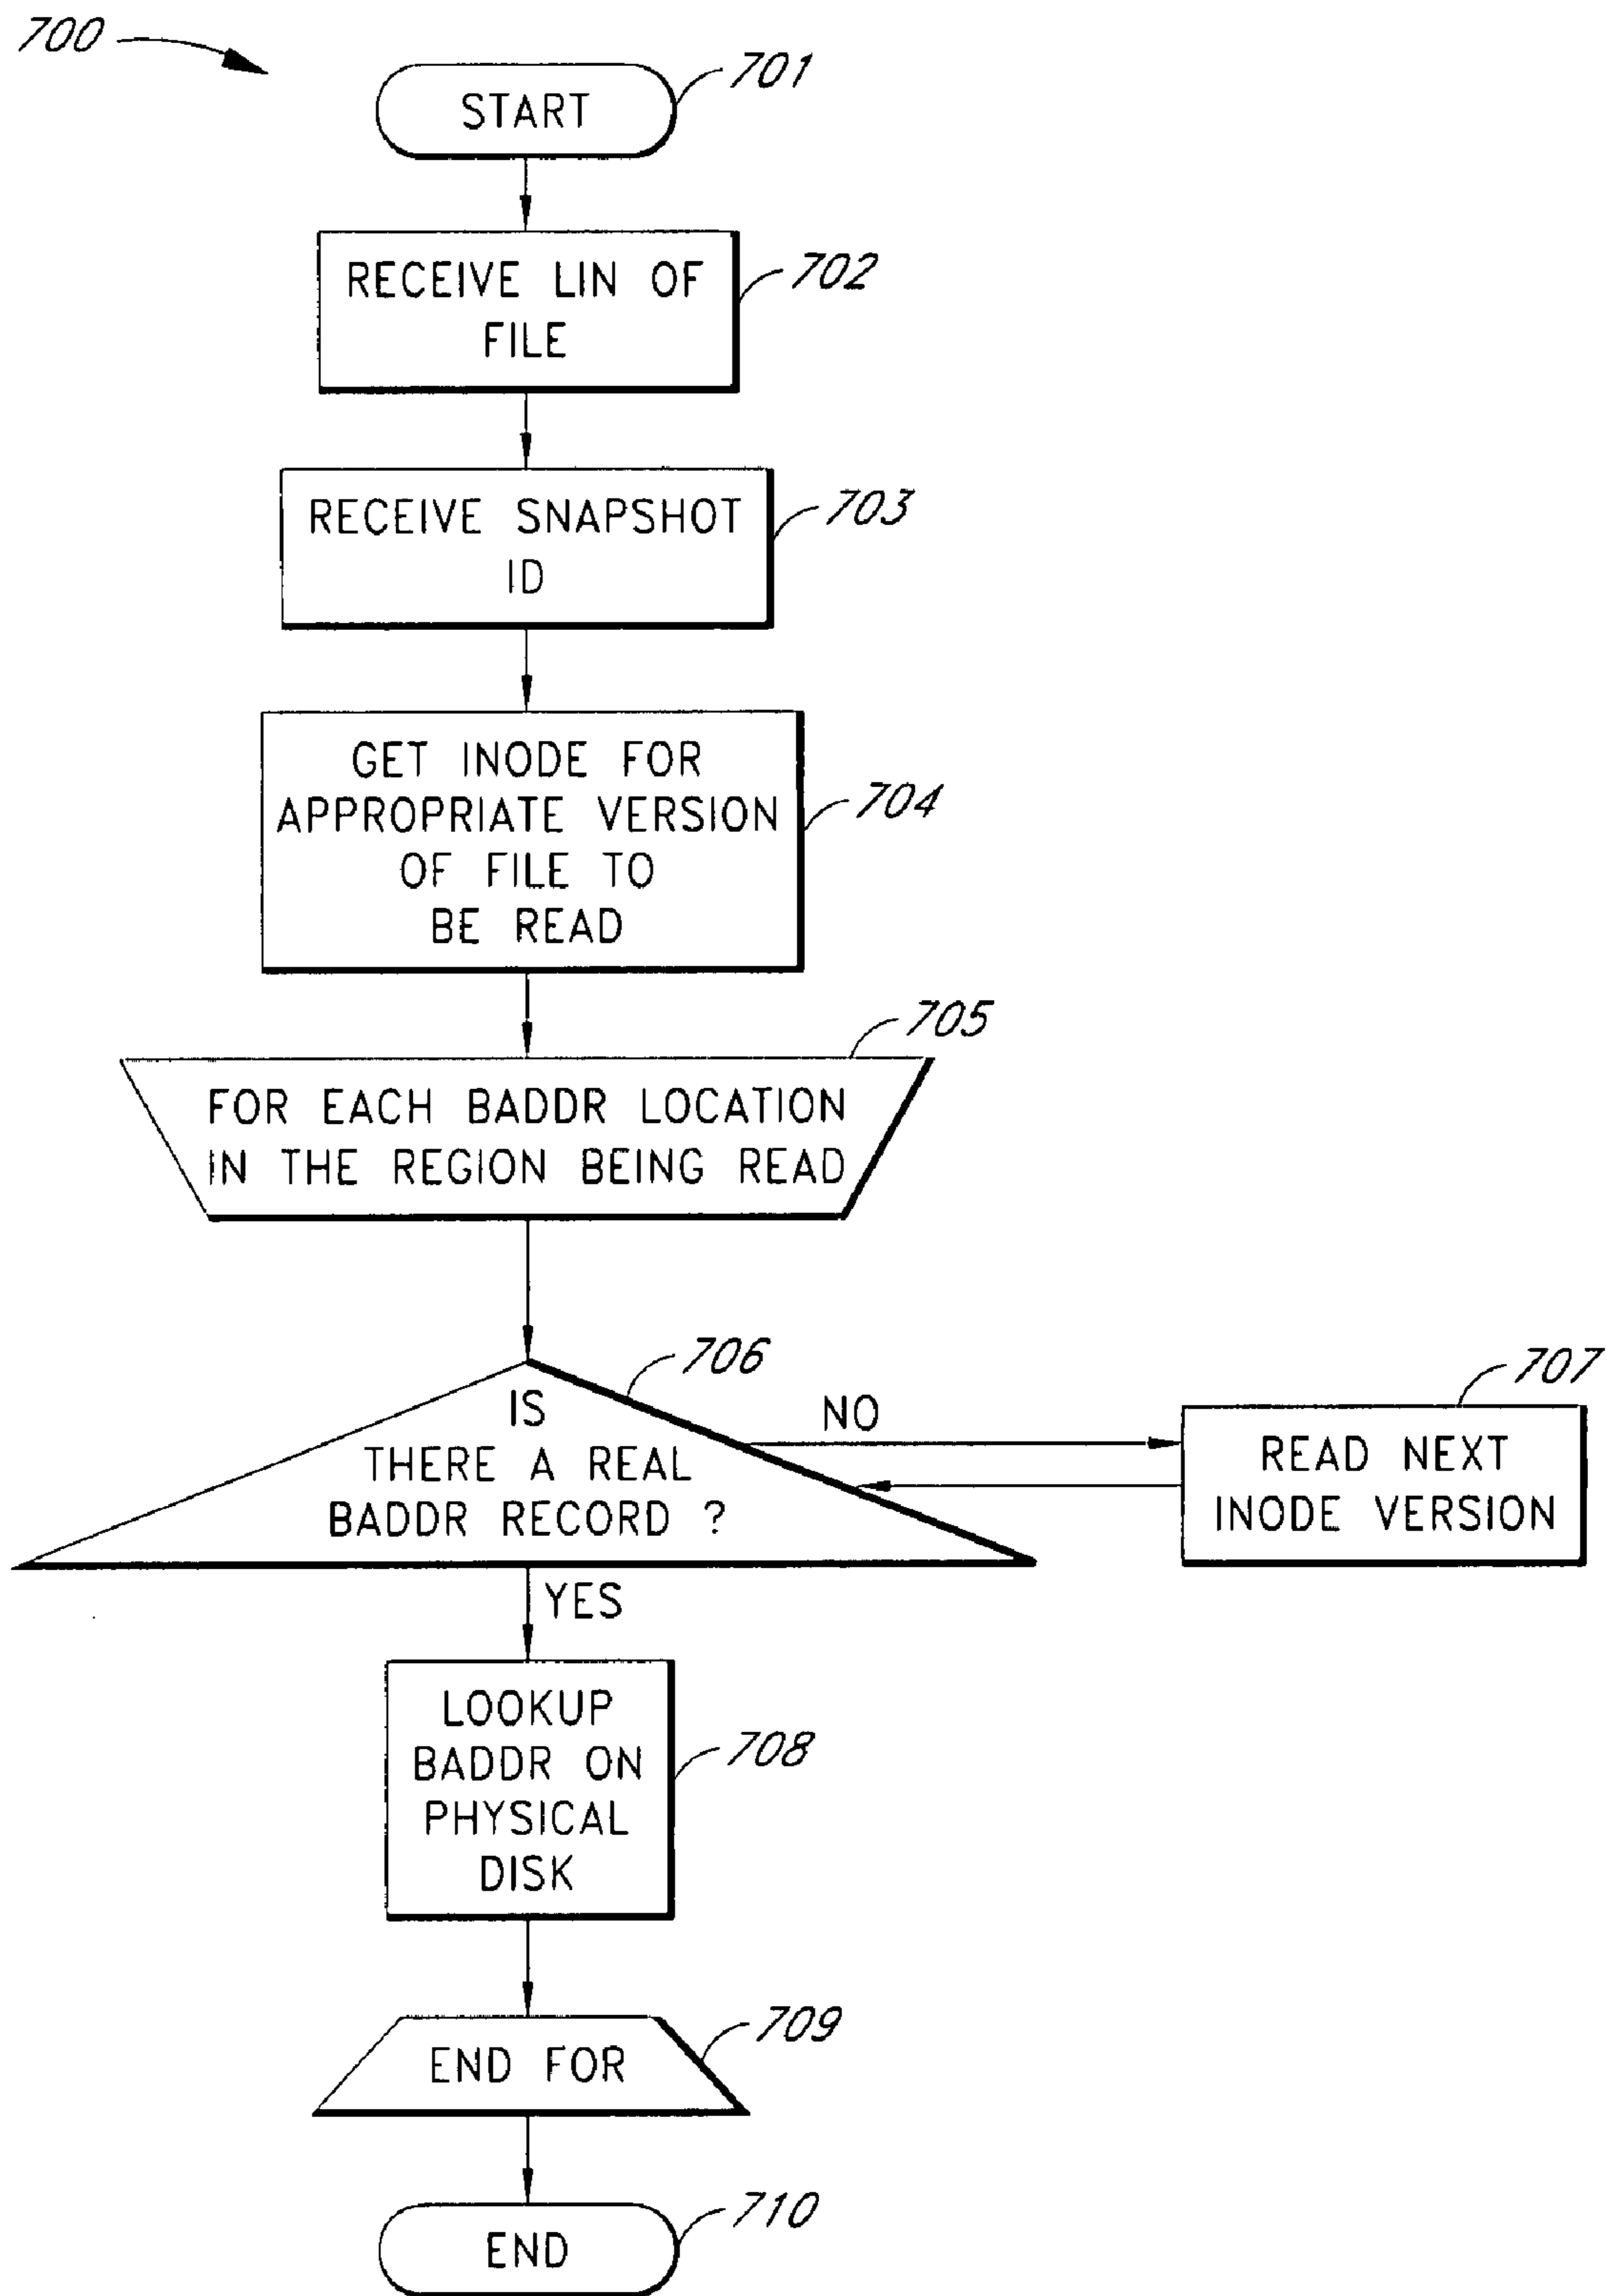 700
701
START
702
RECEIVE LIN OF
FILE
703
RECEIVE SNAPSHOT
ID
GET INODE FOR
APPROPRIATE VERSION
OF FILE TO
BE READ
704
705
FOR EACH BADDR LOCATION
IN THE REGION BEING READ
706
707
IS
THERE A REAL
BADDR RECORD ?
NO
READ NEXT
INODE VERSION
YES
LOOKUP
BADDR ON
PHYSICAL
DISK
708
709
END FOR
710
END